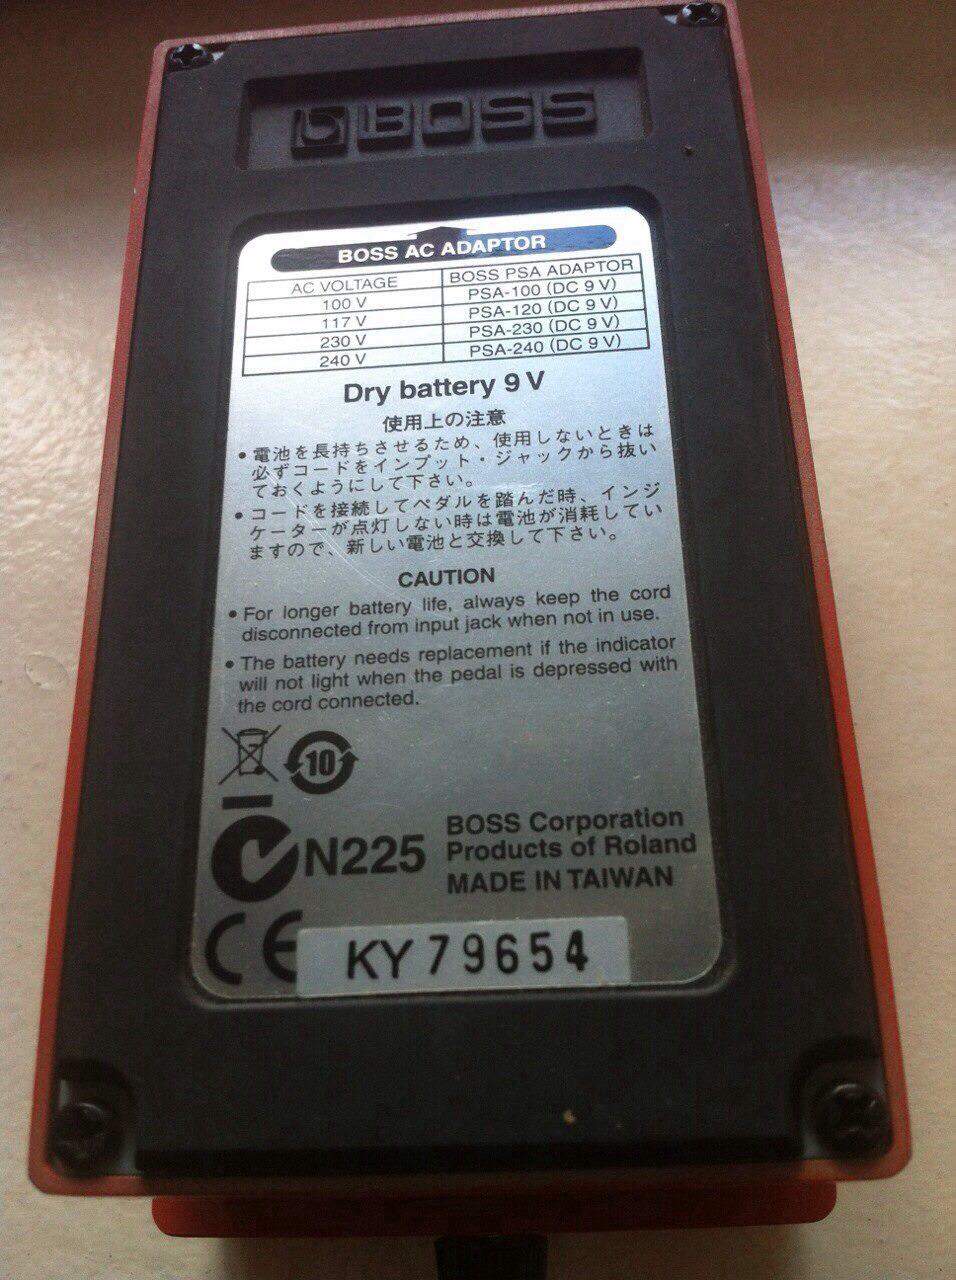 BOSS
BOSS AC ADAPTOR
AC VOLTAGE BOSS PSA ADAPTOR
100 V PSA-100 (DC 9 V)
117 V PSA-120 (DC 9 V)
230 V PSA-230 (DC 9 V)
240 V PSA-240 (DC 9 V)
Dry battery 9 V
使用上の注意
• 電池を長持ちさせるため、使用しないときは
必ずコードをインプット・ジャックから抜い
ておくようにして下さい。
• コードを接続してペダルを踏んだ時、インジ
ケーターが点灯しない時は電池が消耗してい
ますので、新しい電池と交換して下さい。
CAUTION
• For longer battery life, always keep the cord
disconnected from input jack when not in use.
• The battery needs replacement if the indicator
will not light when the pedal is depressed with
the cord connected.
10
N225
BOSS Corporation
Products of Roland
MADE IN TAIWAN
CE
KY 79654